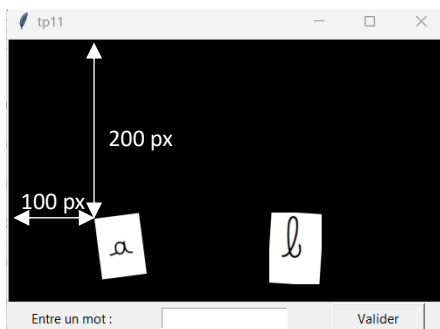 tp11
200 px
100 px
a
b
Entre un mot :
Valider